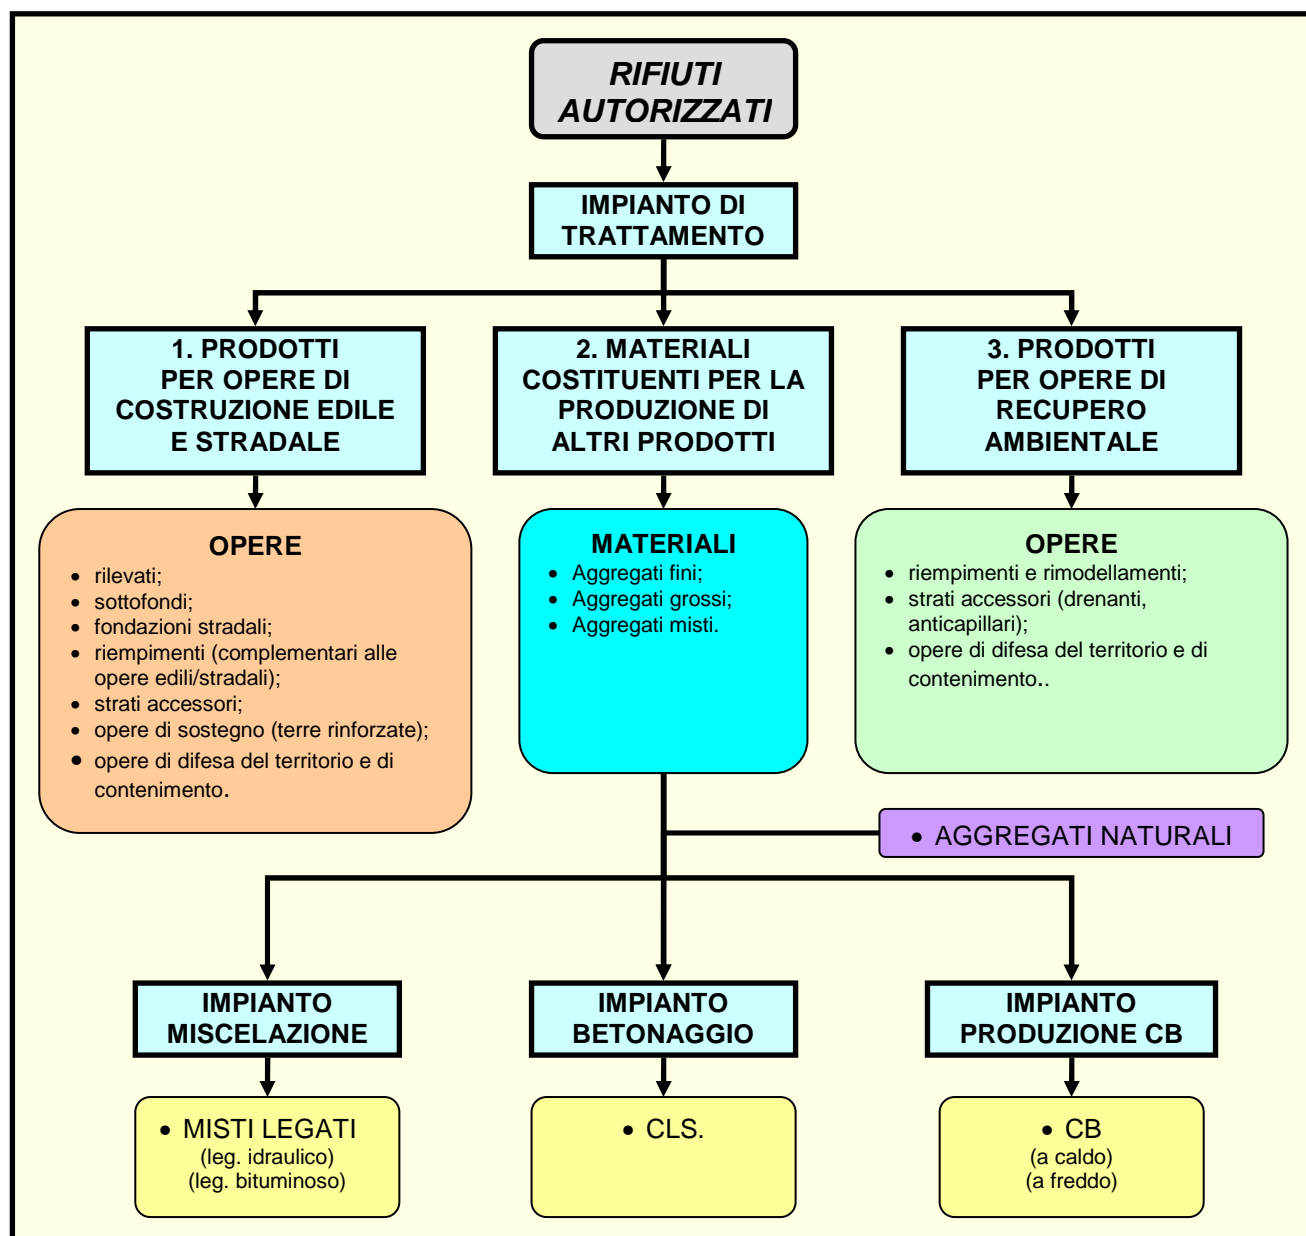 RIFIUTI
AUTORIZZATI
IMPIANTO DI
TRATTAMENTO
1. PRODOTTI
PER OPERE DI
COSTRUZIONE EDILE
E STRADALE
2. MATERIALI
COSTITUENTI PER LA
PRODUZIONE DI
ALTRI PRODOTTI
3. PRODOTTI
PER OPERE DI
RECUPERO
AMBIENTALE
OPERE
• rilevati;
• sottofondi;
• fondazioni stradali;
• riempimenti (complementari alle
opere edili/stradali);
• strati accessori;
• opere di sostegno (terre rinforzate);
• opere di difesa del territorio e di
contenimento.
MATERIALI
• Aggregati fini;
• Aggregati grossi;
• Aggregati misti.
OPERE
• riempimenti e rimodellamenti;
• strati accessori (drenanti,
anticapillari);
• opere di difesa del territorio e di
contenimento..
• AGGREGATI NATURALI
IMPIANTO
MISCELAZIONE
IMPIANTO
BETONAGGIO
IMPIANTO
PRODUZIONE CB
• MISTI LEGATI
(leg. idraulico)
(leg. bituminoso)
• CLS.
• CB
(a caldo)
(a freddo)